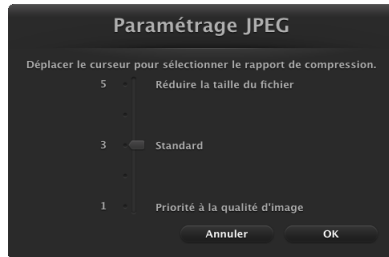 Paramétrage JPEG
Déplacer le curseur pour sélectionner le rapport de compression.
5 Réduire la taille du fichier
3 Standard
1 Priorité à la qualité d'image
Annuler OK